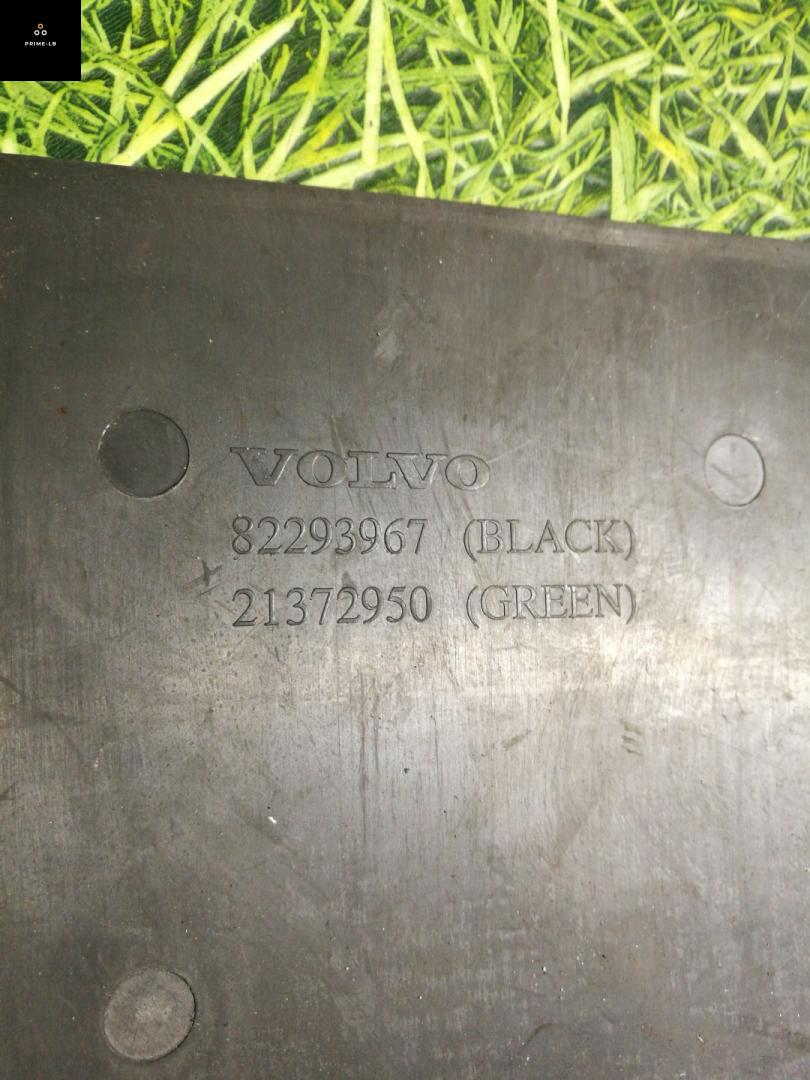 PRIME-LB
VOLVO
82293967 (BLACK)
21372950 (GREEN)